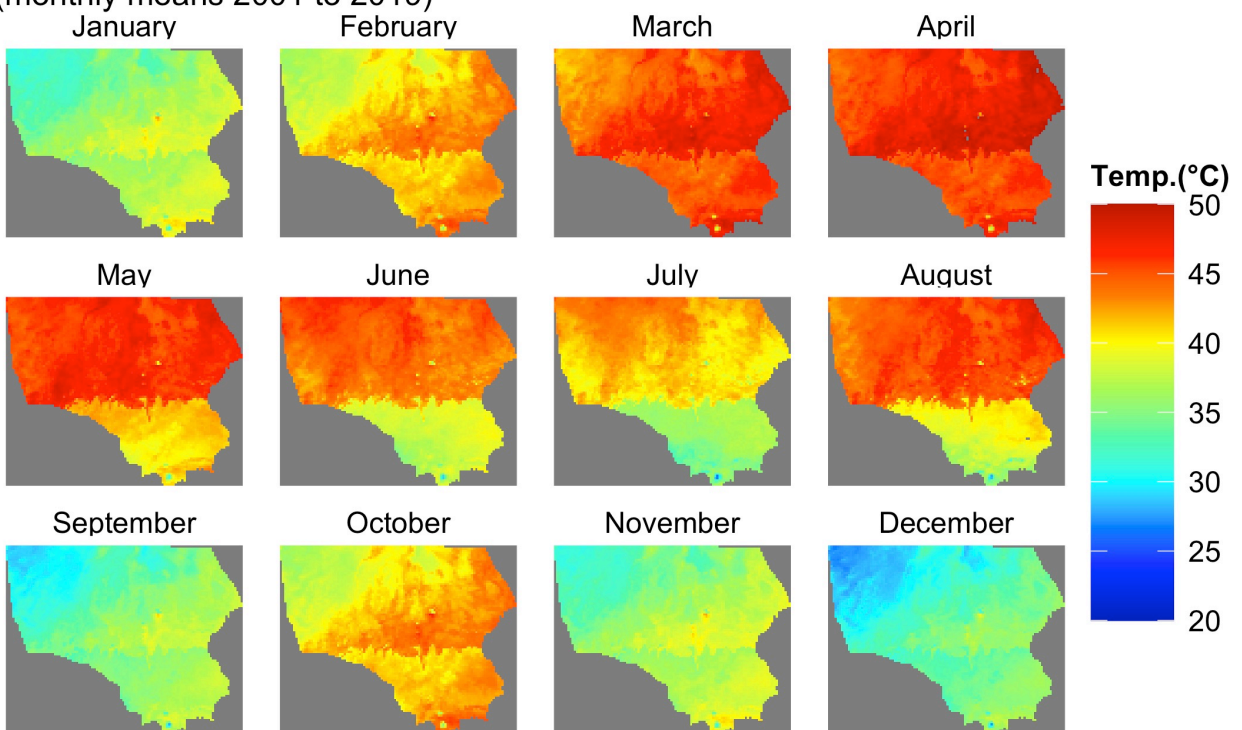 January February March April
Temp.(°C)
50
45
40
35
30
25
20
May June July August
September October November December